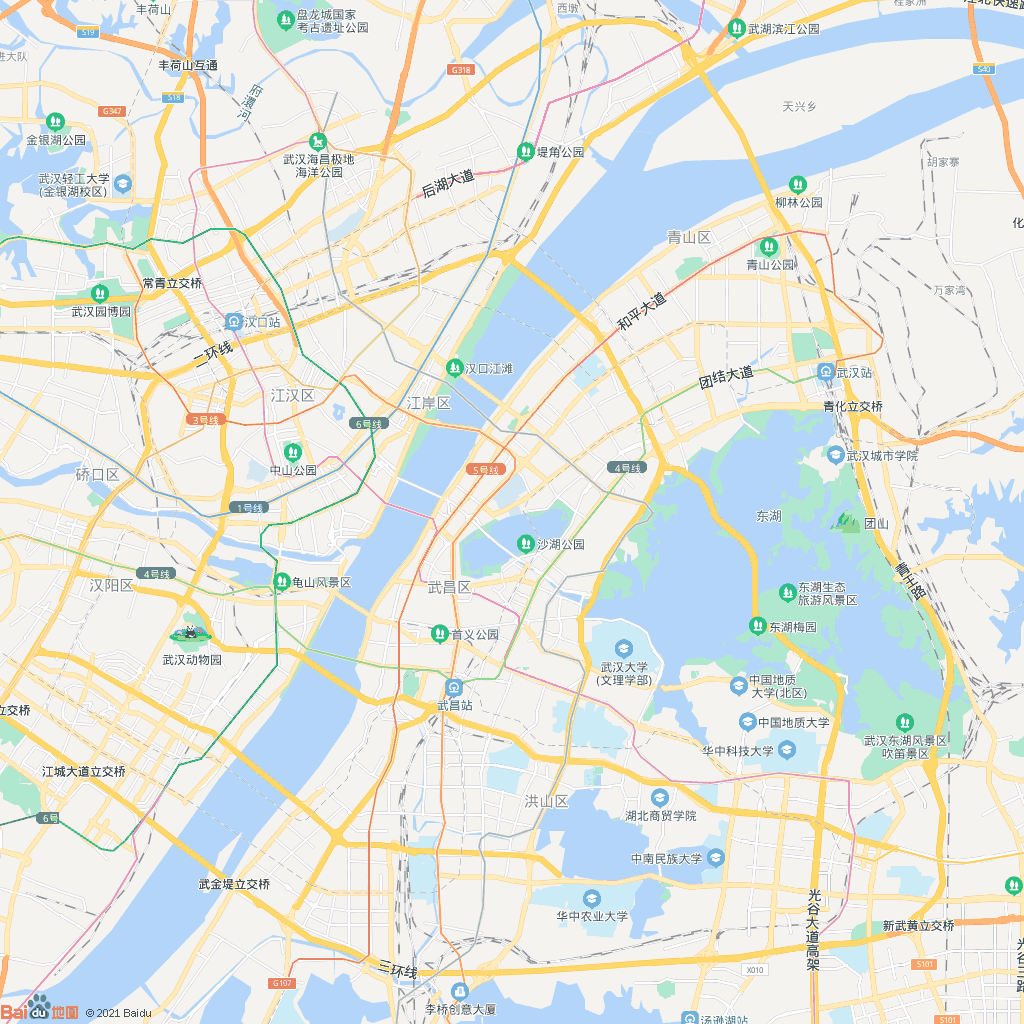 丰荷山
盘龙城国家
考古遗址公园
西墩
武湖滨江公园
S19
丰荷山互通
G318
S40
府澴河
S18
G347
天兴乡
金银湖公园
武汉海昌极地
海洋公园
堤角公园
胡家寨
武汉轻工大学
(金银湖校区)
后湖大道
柳林公园
青山区
青山公园
常青立交桥
武汉园博园
万家湾
和平大道
汉口站
二环线
汉口江滩
团结大道
武汉站
江汉区
江岸区
青化立交桥
3号线
6号线
中山公园
武汉城市学院
硚口区
5号线
4号线
1号线
东湖
团山
沙湖公园
4号线
龟山风景区
汉阳区
武昌区
青王路
东湖生态
旅游风景区
首义公园
东湖梅园
武汉动物园
武汉大学
(文理学部)
中国地质
大学(北区)
武昌站
立交桥
中国地质大学
武汉东湖风景区
吹笛景区
华中科技大学
江城大道立交桥
洪山区
湖北商贸学院
6号
中南民族大学
武金堤立交桥
华中农业大学
光谷大道高架
新武黄立交桥
三环线
X010
S101
G107
光谷三路
李桥创意大厦
汤逊湖站
S101
Bai du 地图
© 2021 Baidu